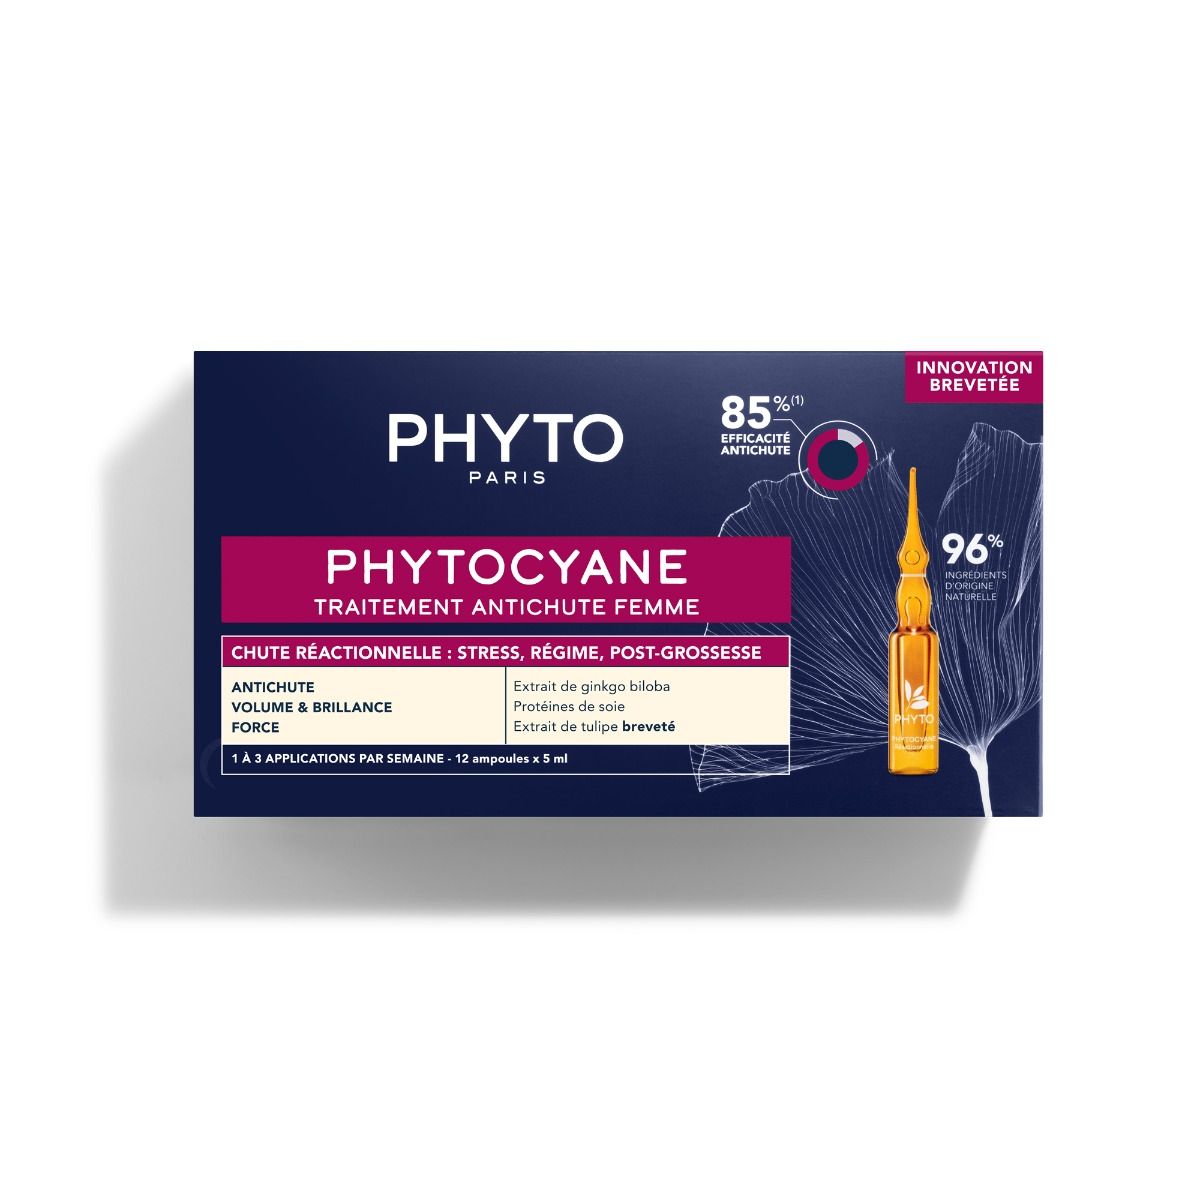 INNOVATION
BREVETÉE
PHYTO
PARIS
85%(1)
EFFICACITÉ
ANTICHUTE
96%
INGRÉDIENTS
D'ORIGINE
NATURELLE
PHYTOCYANE
TRAITEMENT ANTICHUTE FEMME
CHUTE RÉACTIONNELLE : STRESS, RÉGIME, POST-GROSSESSE
ANTICHUTE
VOLUME & BRILLANCE
FORCE
Extrait de ginkgo biloba
Protéines de soie
Extrait de tulipe breveté
1 À 3 APPLICATIONS PAR SEMAINE - 12 ampoules x 5 ml
PHYTO
PHYTOCYANE